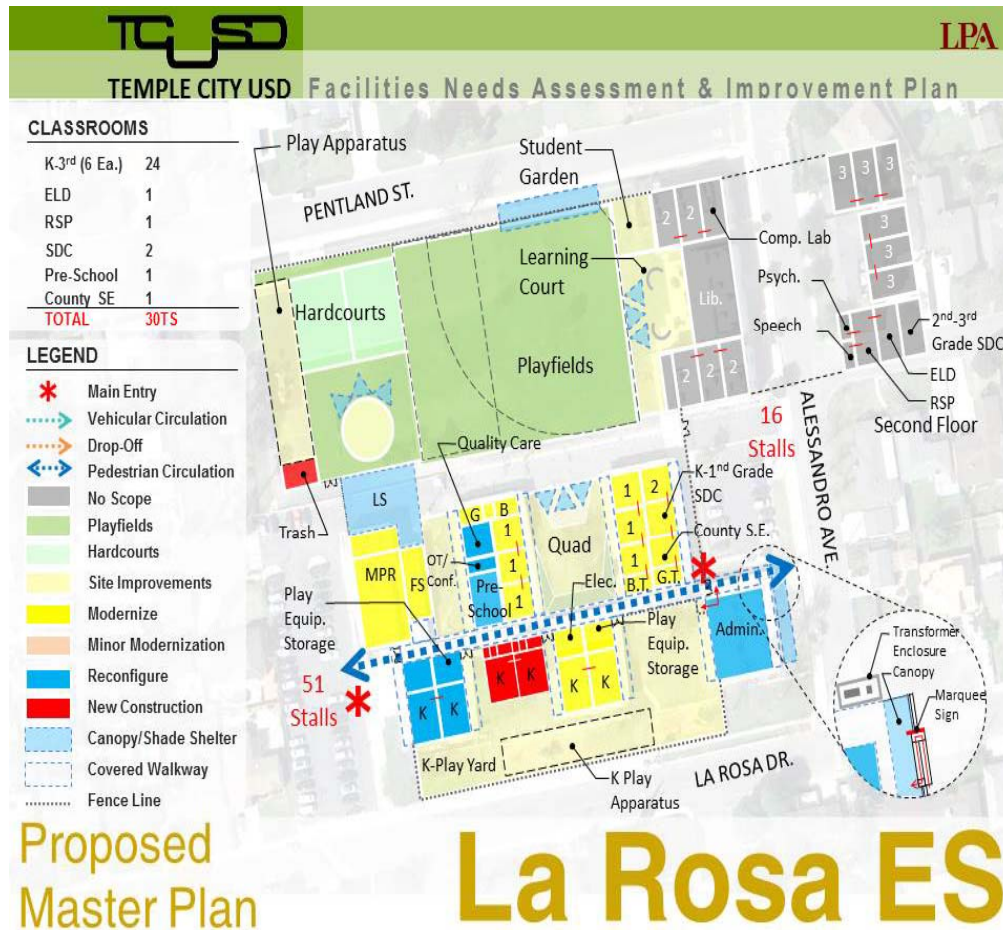 TCUSD
LPA
TEMPLE CITY USD Facilities Needs Assessment & Improvement Plan
CLASSROOMS
K-3rd (6 Ea.) 24
ELD 1
RSP 1
SDC 2
Pre-School 1
County SE 1
TOTAL 30TS
LEGEND
Main Entry
Vehicular Circulation
Drop-Off
Pedestrian Circulation
No Scope
Playfields
Hardcourts
Site Improvements
Modernize
Minor Modernization
Reconfigure
New Construction
Canopy/Shade Shelter
Covered Walkway
Fence Line
Play Apparatus
Student
Garden
PENTLAND ST.
2 2
Comp. Lab
3 3 3
3
3
3
Learning
Court
Hardcourts
Lib.
Psych.
Speech
2nd-3rd
Grade SDC
ELD
RSP
Second Floor
Playfields
2 2 2
16
Stalls
ALESSANDRO AVE.
Quality Care
K-1nd Grade
SDC
County S.E.
Trash
LS
G B
1
1
1
1
OT/
Conf.
Pre-
School
Quad
1 2
1
1
B.T. G.T.
MPR
FS
Elec.
Play
Equip.
Storage
Play
Equip.
Storage
Admin.
51
Stalls
K K
K K
K K
K-Play Yard
K Play
Apparatus
LA ROSA DR.
Transformer
Enclosure
Canopy
Marquee
Sign
Proposed
Master Plan
La Rosa ES